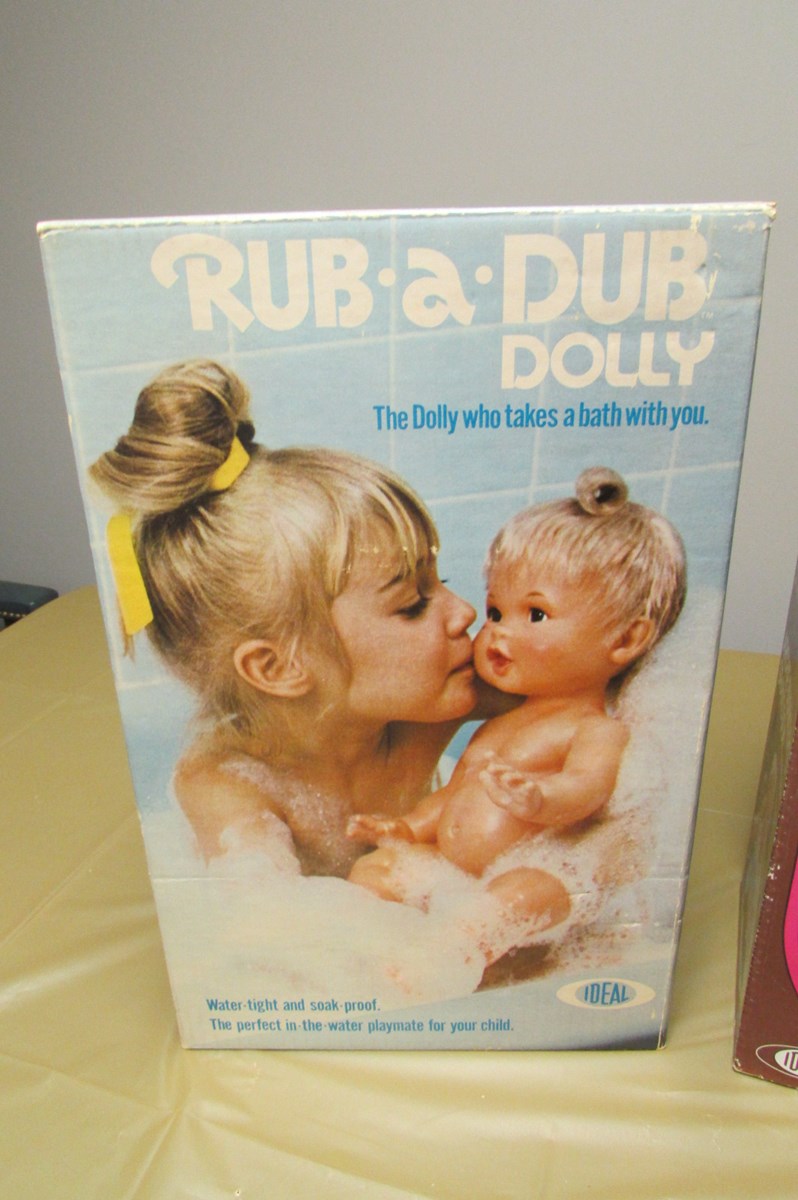 RUB·a·DUB
DOLLY™
The Dolly who takes a bath with you.
Water-tight and soak-proof.
The perfect in-the-water playmate for your child.
IDEAL